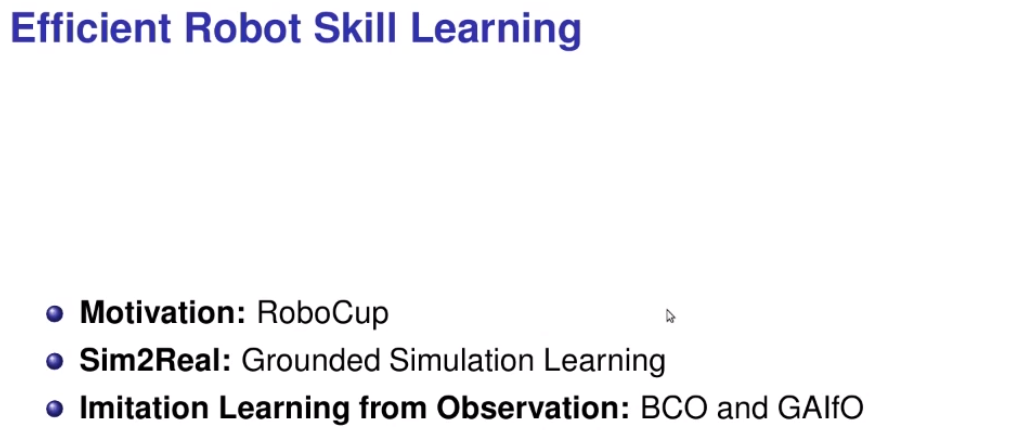 Efficient Robot Skill Learning
Motivation: RoboCup
Sim2Real: Grounded Simulation Learning
Imitation Learning from Observation: BCO and GAIfO